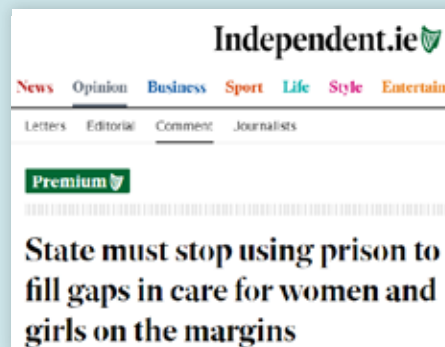 Independent.ie
News Opinion Business Sport Life Style Entertain
Letters Editorial Comment Journalists
Premium
State must stop using prison to
fill gaps in care for women and
girls on the margins